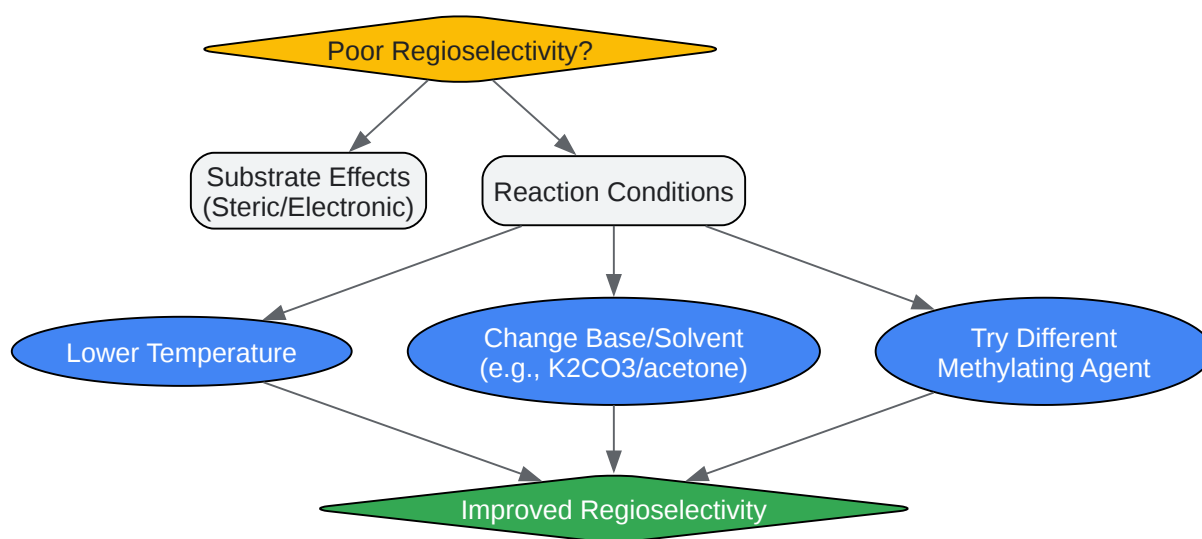 Poor Regioselectivity?
Substrate Effects
(Steric/Electronic)
Reaction Conditions
Lower Temperature
Change Base/Solvent
(e.g., K2CO3/acetone)
Try Different
Methylating Agent
Improved Regioselectivity